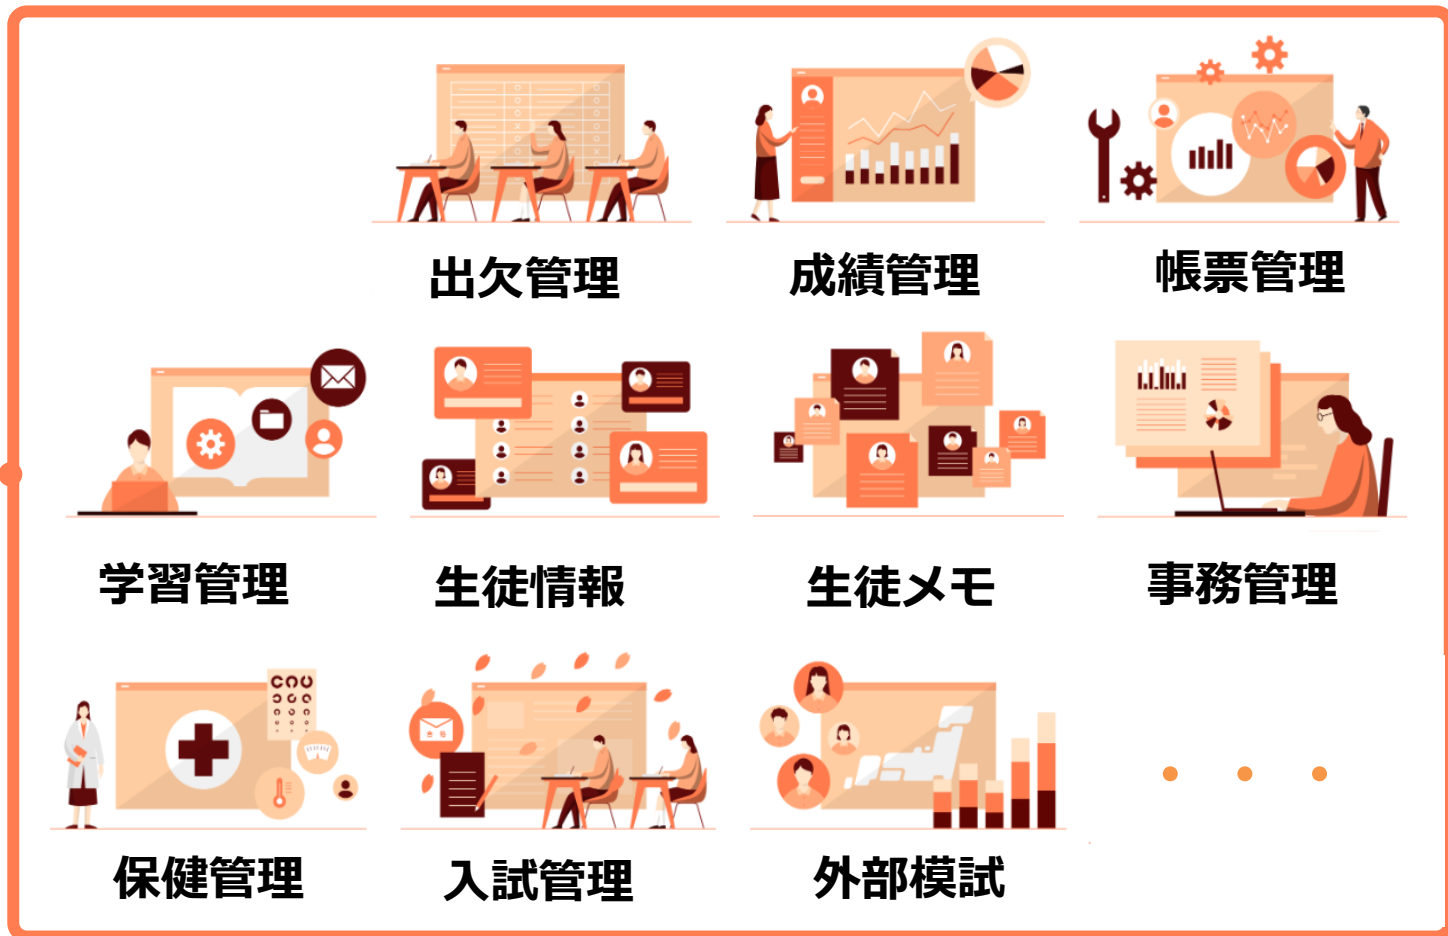 出欠管理
成績管理
帳票管理
学習管理
生徒情報
生徒メモ
事務管理
保健管理
入試管理
外部模試